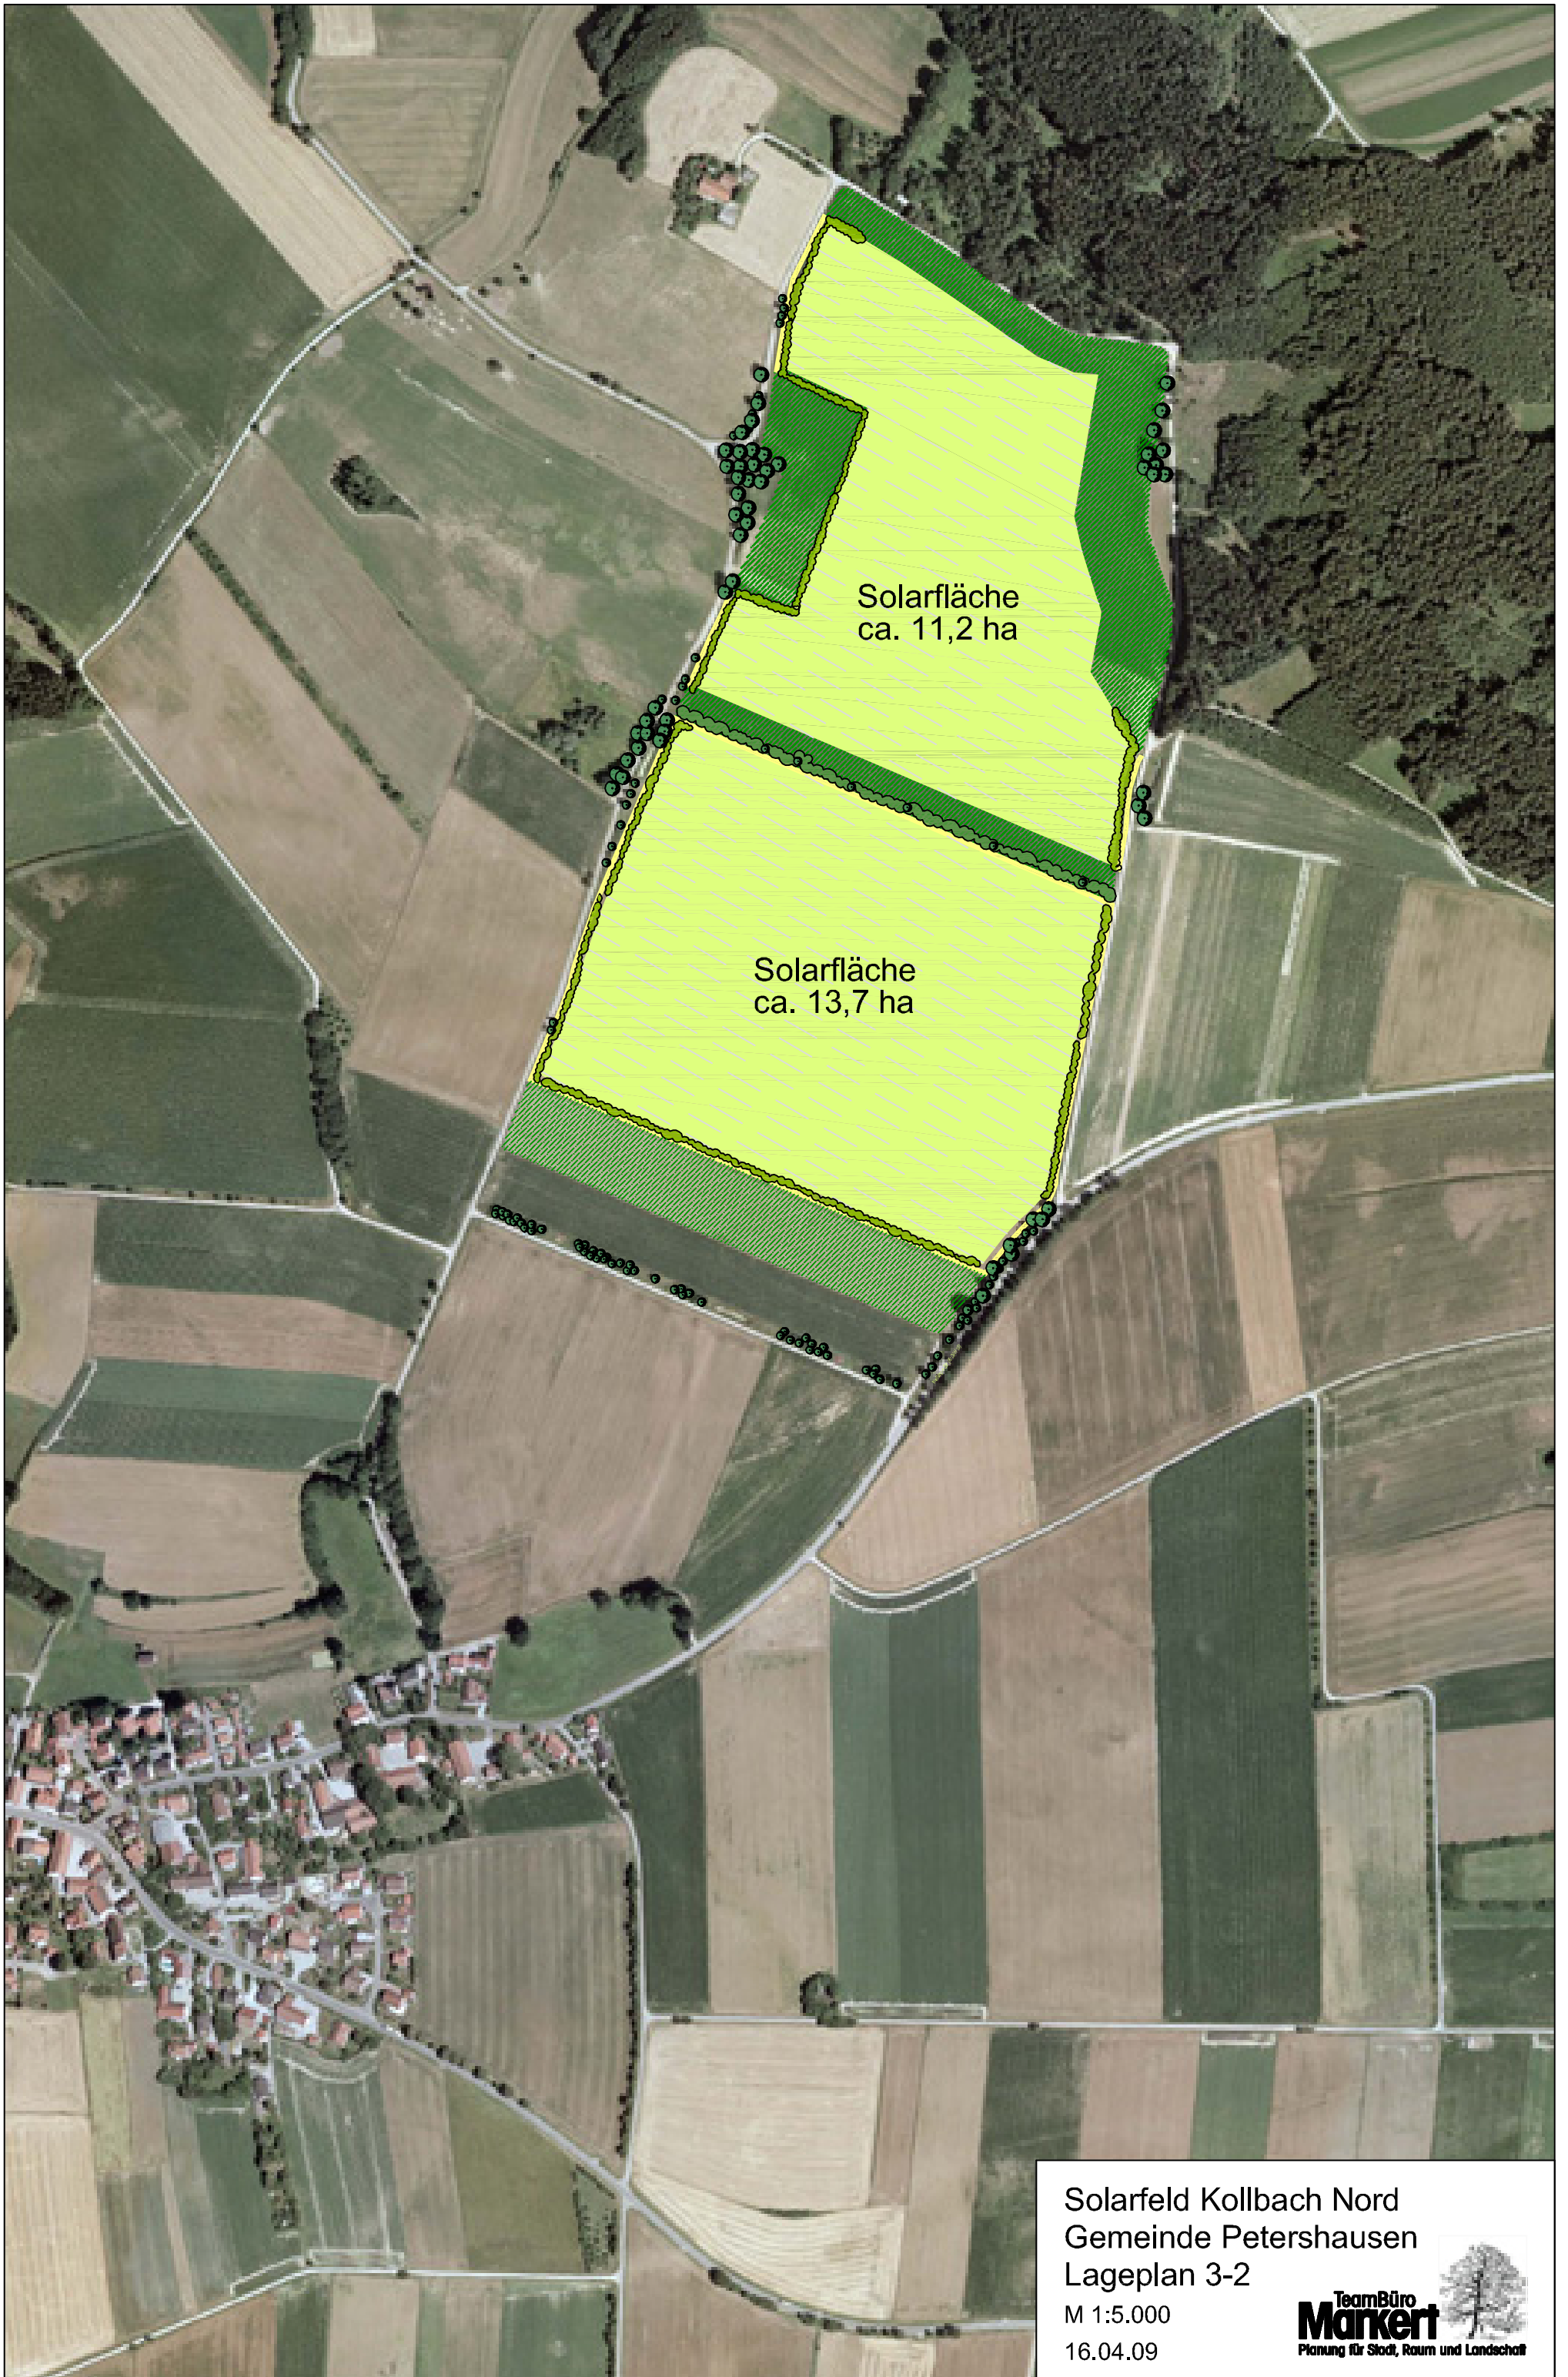 Solarfläche
ca. 11,2 ha
Solarfläche
ca. 13,7 ha
Solarfeld Kollbach Nord
Gemeinde Petershausen
Lageplan 3-2
M 1:5.000
16.04.09
TeamBüro
Markert
Planung für Stadt, Raum und Landschaft